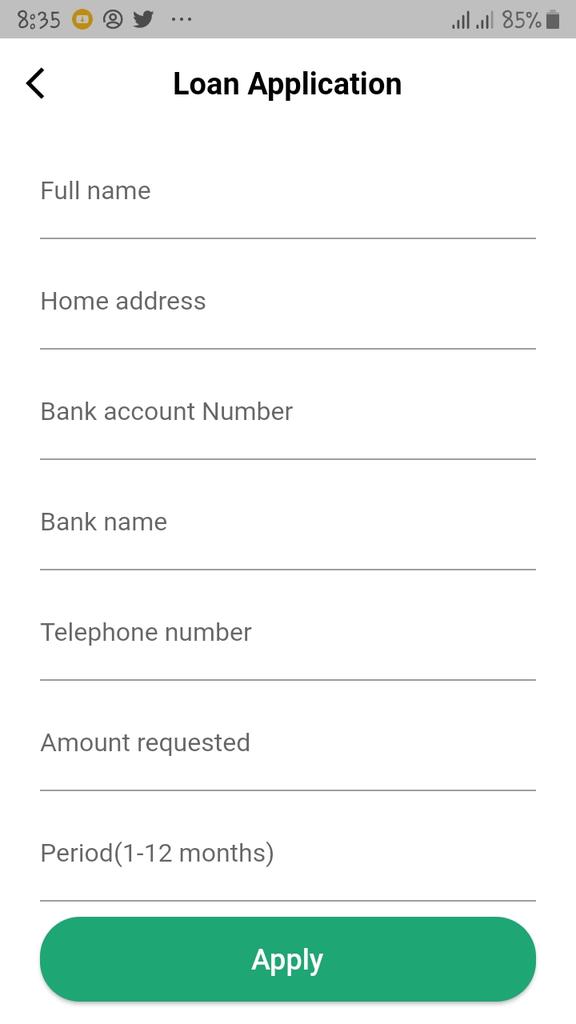 8:35 85%
Loan Application
Full name
Home address
Bank account Number
Bank name
Telephone number
Amount requested
Period(1-12 months)
Apply